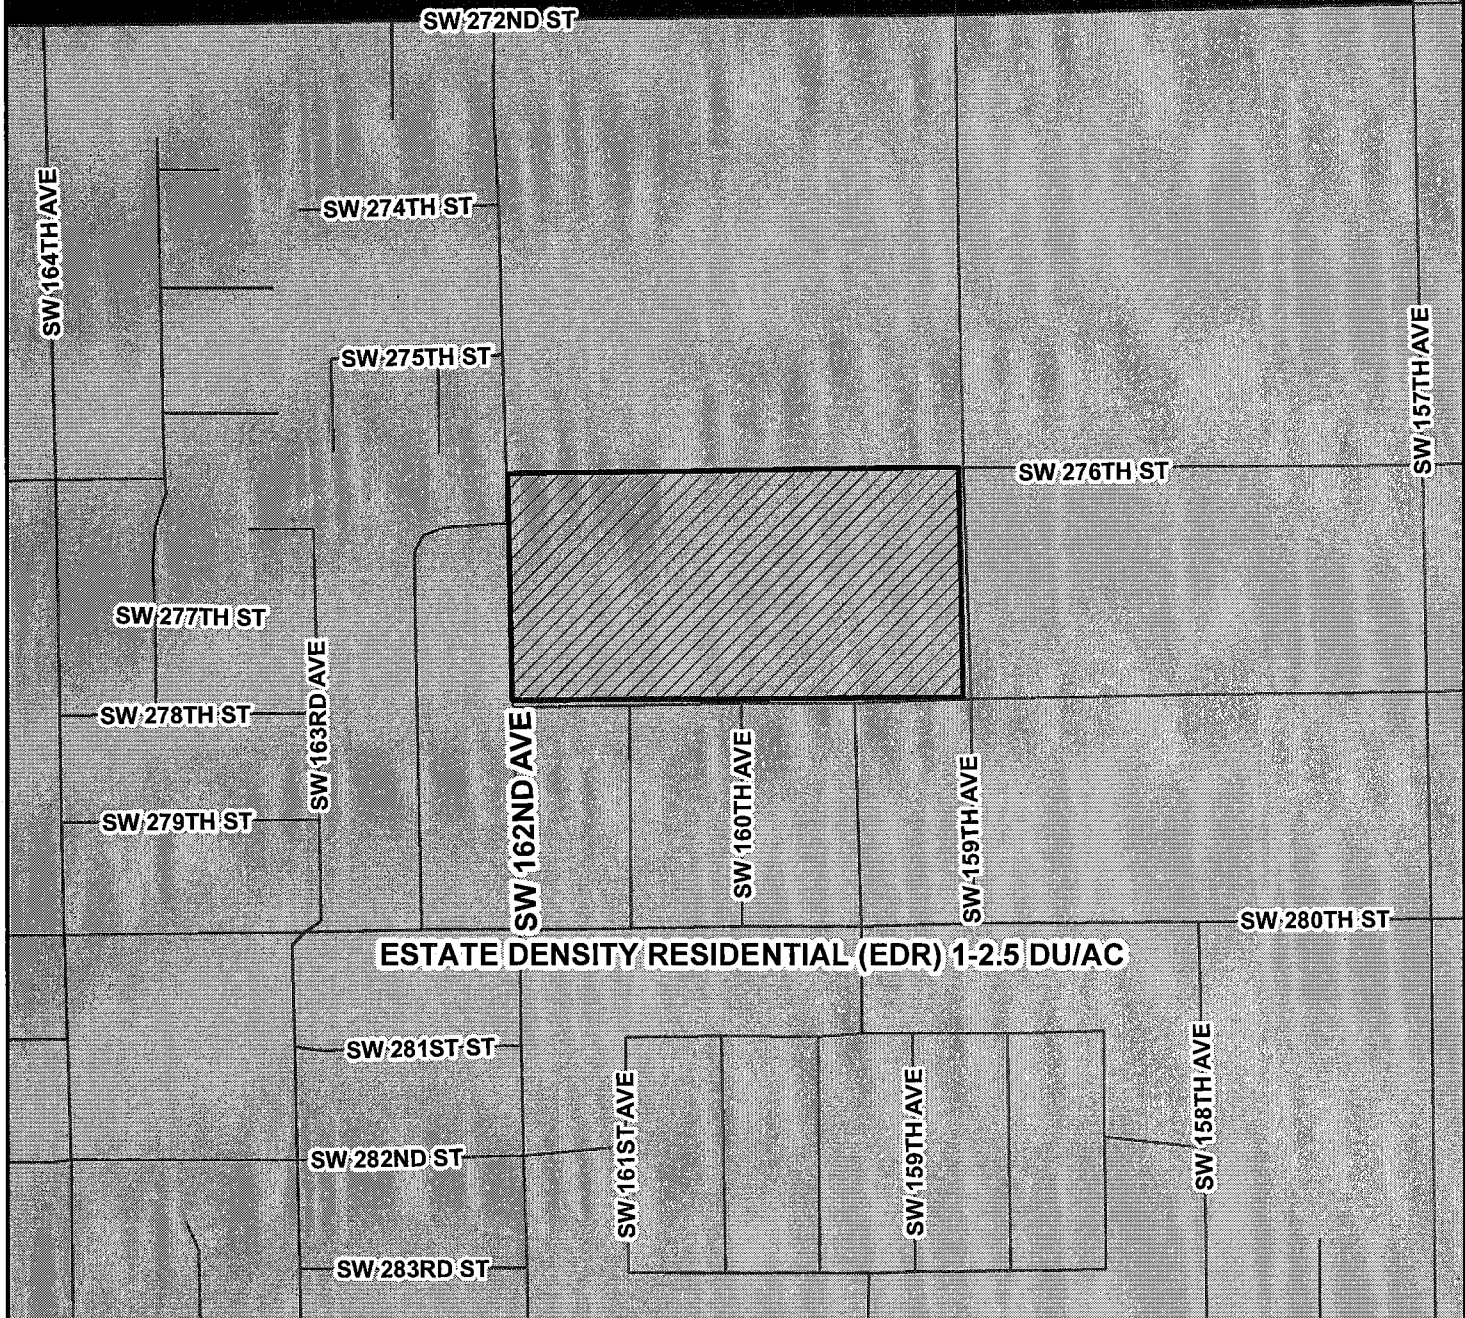 SW 272ND ST
SW 164TH AVE
SW 274TH ST
SW 275TH ST
SW 157TH AVE
SW 276TH ST
SW 277TH ST
SW 163RD AVE
SW 278TH ST
SW 162ND AVE
SW 160TH AVE
SW 159TH AVE
SW 279TH ST
SW 280TH ST
ESTATE DENSITY RESIDENTIAL (EDR) 1-2.5 DU/AC
SW 281ST ST
SW 158TH AVE
SW 161ST AVE
SW 159TH AVE
SW 282ND ST
SW 283RD ST